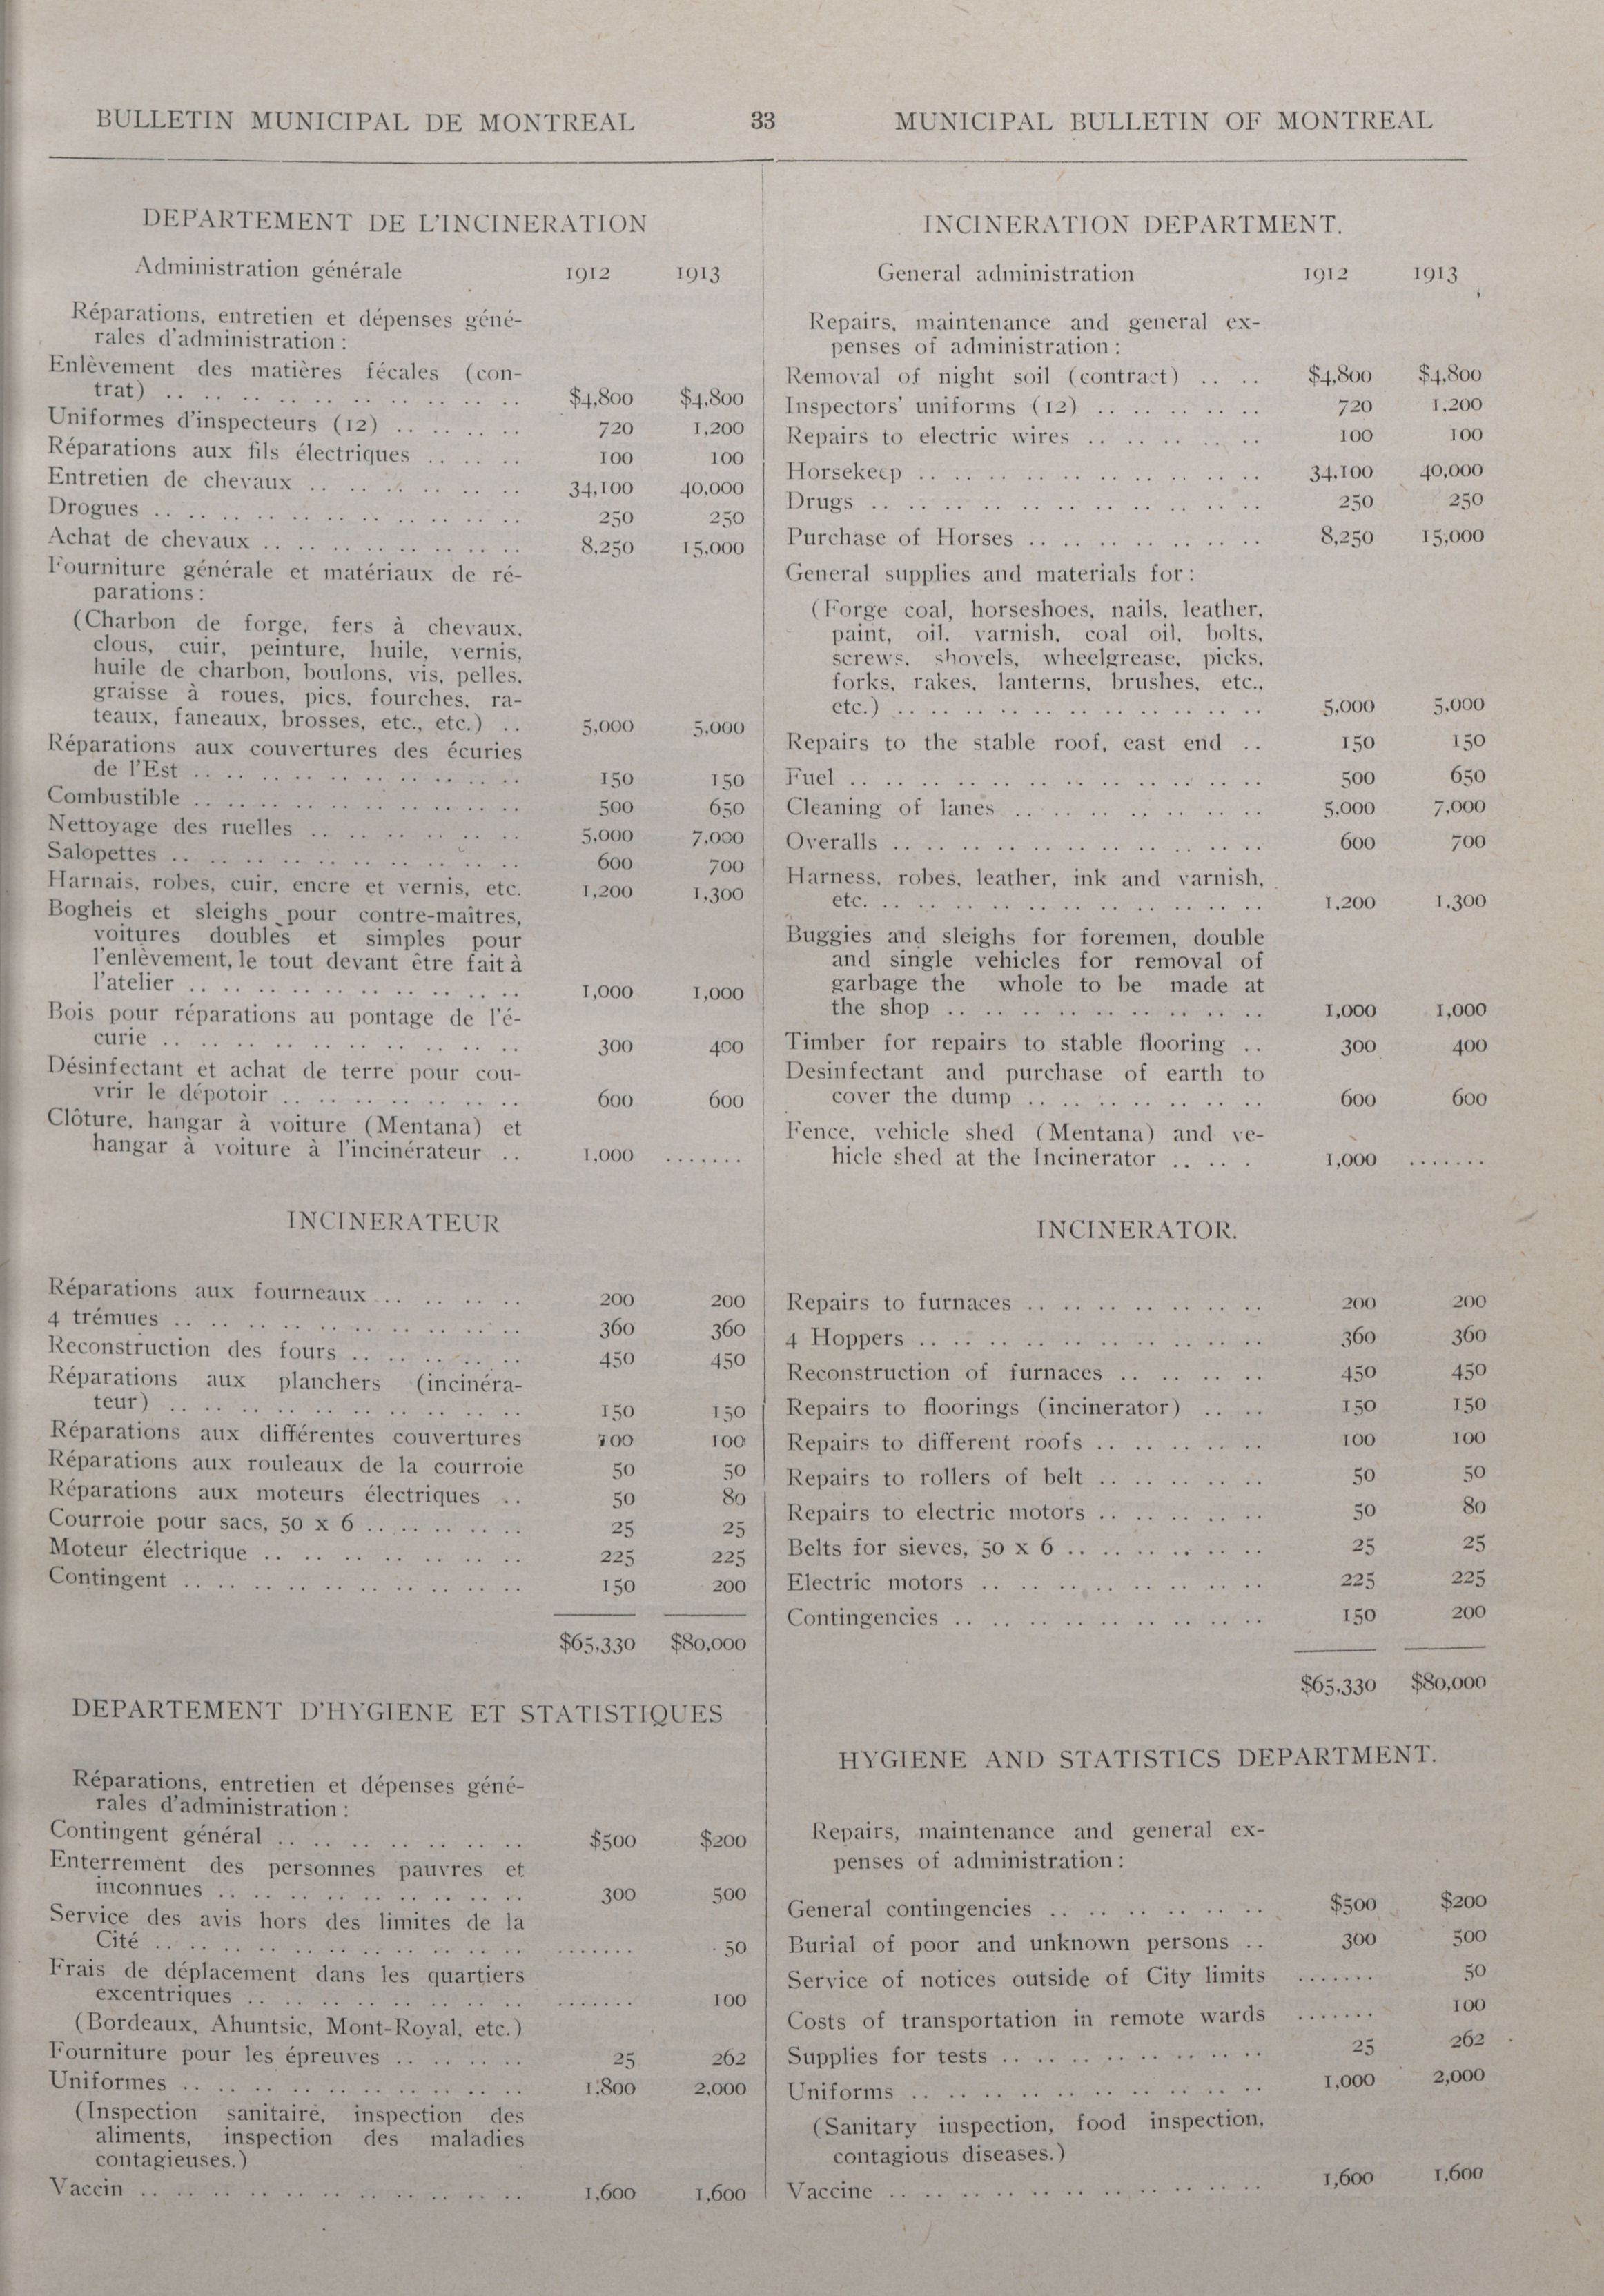 BULLETIN MUNICIPAL DE MONTREAL 33 MUNICIPAL BULLETIN OF MONTREAL
DEPARTEMENT DE L'INCINERATION
Administration générale 1912 1913
Réparations, entretien et dépenses géné-
rales d'administration :
Enlèvement des matières fécales (con-
trat) .. .. .. .. .. .. .. .. .. .. $4,800 $4,800
Uniformes d'inspecteurs (12) .. .. .. .. 720 1,200
Réparations aux fils électriques .. .. .. 100 100
Entretien de chevaux .. .. .. .. .. .. 34,100 40,000
Drogues .. .. .. .. .. .. .. .. .. .. 250 250
Achat de chevaux .. .. .. .. .. .. .. 8,250 15,000
Fourniture générale et matériaux de ré-
parations :
(Charbon de forge, fers à chevaux,
clous, cuir, peinture, huile, vernis,
huile de charbon, boulons, vis, pelles,
graisse à roues, pics, fourches, ra-
teaux, faneaux, brosses, etc., etc.) .. 5,000 5,000
Réparations aux couvertures des écuries
de l'Est .. .. .. .. .. .. .. .. .. 150 150
Combustible .. .. .. .. .. .. .. .. .. 500 650
Nettoyage des ruelles .. .. .. .. .. .. 5,000 7,000
Salopettes .. .. .. .. .. .. .. .. .. .. 600 700
Harnais, robes, cuir, encre et vernis, etc. 1,200 1,300
Bogheis et sleighs pour contre-maîtres,
voitures doubles et simples pour
l'enlèvement, le tout devant être fait à
l'atelier .. .. .. .. .. .. .. .. .. 1,000 1,000
Bois pour réparations au pontage de l'é-
curie .. .. .. .. .. .. .. .. .. .. 300 400
Désinfectant et achat de terre pour cou-
vrir le dépotoir .. .. .. .. .. .. .. 600 600
Clôture, hangar à voiture (Mentana) et
hangar à voiture à l'incinérateur .. 1,000 .......
INCINERATEUR
Réparations aux fourneaux .. .. .. .. 200 200
4 trémues .. .. .. .. .. .. .. .. .. .. 360 360
Reconstruction des fours .. .. .. .. .. 450 450
Réparations aux planchers (incinéra-
teur) .. .. .. .. .. .. .. .. .. .. 150 150
Réparations aux différentes couvertures 100 100
Réparations aux rouleaux de la courroie 50 50
Réparations aux moteurs électriques .. 50 80
Courroie pour sacs, 50 x 6 .. .. .. .. .. 25 25
Moteur électrique .. .. .. .. .. .. .. 225 225
Contingent .. .. .. .. .. .. .. .. .. .. 150 200
$65,330 $80,000
DEPARTEMENT D'HYGIENE ET STATISTIQUES
Réparations, entretien et dépenses géné-
rales d'administration :
Contingent général .. .. .. .. .. .. .. $500 $200
Enterrement des personnes pauvres et
inconnues .. .. .. .. .. .. .. .. .. 300 500
Service des avis hors des limites de la
Cité .. .. .. .. .. .. .. .. .. .. .. ....... 50
Frais de déplacement dans les quartiers
excentriques .. .. .. .. .. .. .. .. ....... 100
(Bordeaux, Ahuntsic, Mont-Royal, etc.)
Fourniture pour les épreuves .. .. .. .. 25 262
Uniformes .. .. .. .. .. .. .. .. .. .. 1,800 2,000
(Inspection sanitaire, inspection des
aliments, inspection des maladies
contagieuses.)
Vaccin .. .. .. .. .. .. .. .. .. .. .. 1,600 1,600
INCINERATION DEPARTMENT.
General administration 1912 1913
Repairs, maintenance and general ex-
penses of administration :
Removal of night soil (contract) .. .. $4,800 $4,800
Inspectors' uniforms (12) .. .. .. .. .. 720 1,200
Repairs to electric wires .. .. .. .. .. 100 100
Horsekeep .. .. .. .. .. .. .. .. .. .. 34,100 40,000
Drugs .. .. .. .. .. .. .. .. .. .. .. 250 250
Purchase of Horses .. .. .. .. .. .. .. 8,250 15,000
General supplies and materials for :
(Forge coal, horseshoes, nails, leather,
paint, oil, varnish, coal oil, bolts,
screws, shovels, wheelgrease, picks,
forks, rakes, lanterns, brushes, etc.,
etc.) .. .. .. .. .. .. .. .. .. .. 5,000 5,000
Repairs to the stable roof, east end .. 150 150
Fuel .. .. .. .. .. .. .. .. .. .. .. .. 500 650
Cleaning of lanes .. .. .. .. .. .. .. 5,000 7,000
Overalls .. .. .. .. .. .. .. .. .. .. .. 600 700
Harness, robes, leather, ink and varnish,
etc. .. .. .. .. .. .. .. .. .. .. .. 1,200 1,300
Buggies and sleighs for foremen, double
and single vehicles for removal of
garbage the whole to be made at
the shop .. .. .. .. .. .. .. .. .. 1,000 1,000
Timber for repairs to stable flooring .. 300 400
Desinfectant and purchase of earth to
cover the dump .. .. .. .. .. .. .. 600 600
Fence, vehicle shed (Mentana) and ve-
hicle shed at the Incinerator .. .. . 1,000 .......
INCINERATOR.
Repairs to furnaces .. .. .. .. .. .. .. 200 200
4 Hoppers .. .. .. .. .. .. .. .. .. .. 360 360
Reconstruction of furnaces .. .. .. .. 450 450
Repairs to floorings (incinerator) .. .. 150 150
Repairs to different roofs .. .. .. .. .. 100 100
Repairs to rollers of belt .. .. .. .. .. 50 50
Repairs to electric motors .. .. .. .. .. 50 80
Belts for sieves, 50 x 6 .. .. .. .. .. .. 25 25
Electric motors .. .. .. .. .. .. .. .. 225 225
Contingencies .. .. .. .. .. .. .. .. .. 150 200
$65,330 $80,000
HYGIENE AND STATISTICS DEPARTMENT.
Repairs, maintenance and general ex-
penses of administration :
General contingencies .. .. .. .. .. .. $500 $200
Burial of poor and unknown persons .. 300 500
Service of notices outside of City limits ....... 50
Costs of transportation in remote wards ....... 100
Supplies for tests .. .. .. .. .. .. .. .. 25 262
Uniforms .. .. .. .. .. .. .. .. .. .. 1,000 2,000
(Sanitary inspection, food inspection,
contagious diseases.)
Vaccine .. .. .. .. .. .. .. .. .. .. .. 1,600 1,600